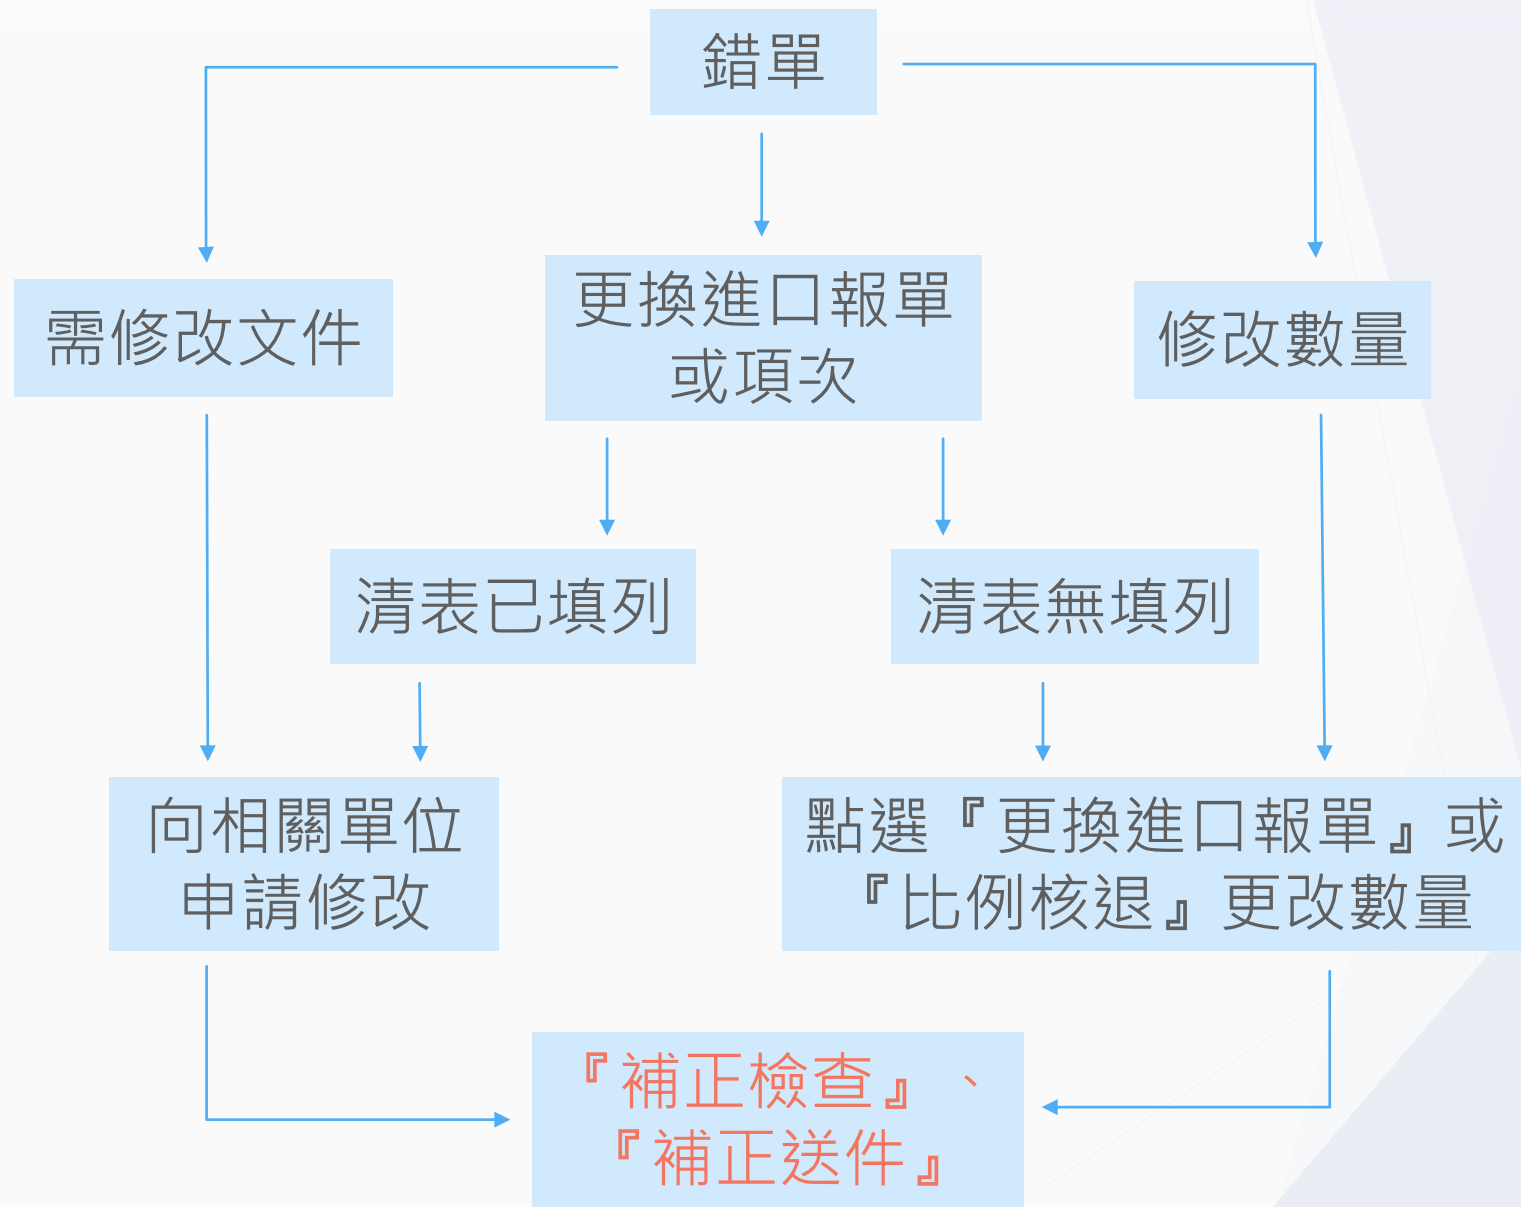 錯單
需修改文件
更換進口報單
或項次
修改數量
清表已填列
清表無填列
向相關單位
申請修改
點選『更換進口報單』或
『比例核退』更改數量
『補正檢查』、
『補正送件』